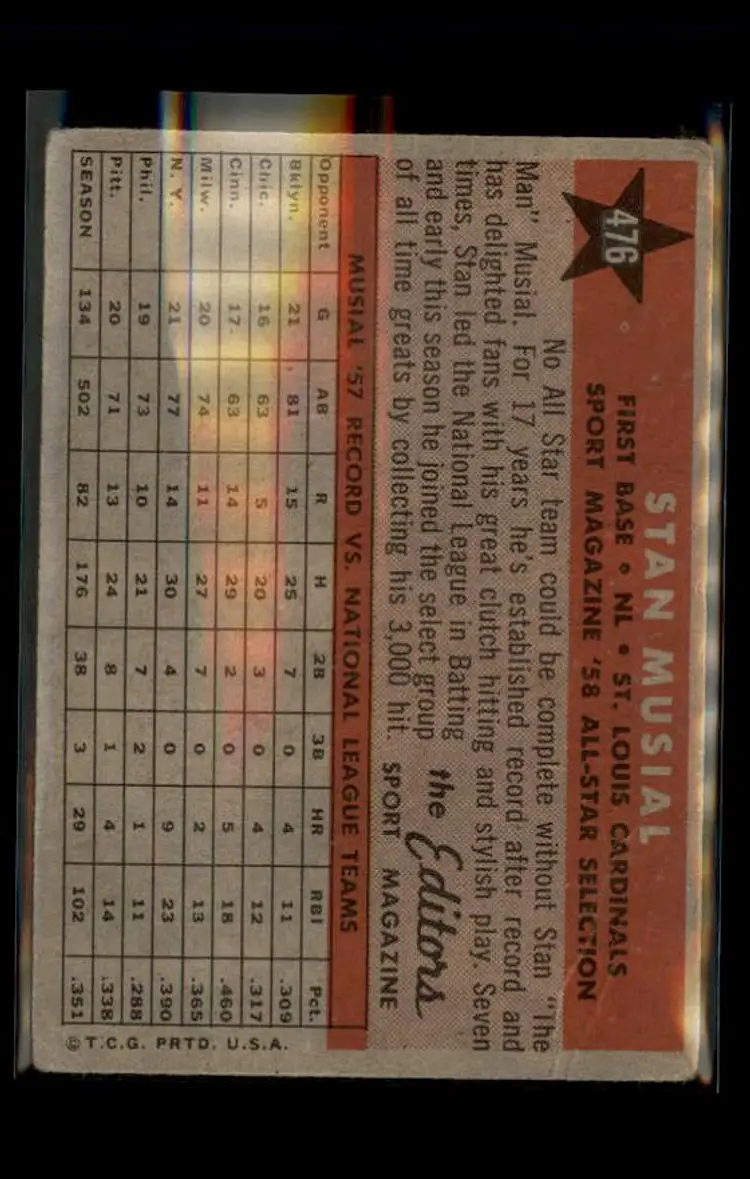 476
STAN MUSIAL
FIRST BASE • NL • ST. LOUIS CARDINALS
SPORT MAGAZINE '58 ALL-STAR SELECTION
No All Star team could be complete without Stan "The
Man" Musial. For 17 years he's established record after record and
has delighted fans with his great clutch hitting and stylish play. Seven
times, Stan led the National League in Batting
and early this season he joined the select group
of all time greats by collecting his 3,000 hit.
the Editors
SPORT MAGAZINE
MUSIAL '57 RECORD VS. NATIONAL LEAGUE TEAMS
Opponent G AB R H 2B 3B HR RBI Pct.
Bklyn. 21 81 15 25 7 0 4 11 .309
Chic. 16 63 5 20 3 0 4 12 .317
Cinn. 17 63 14 29 2 0 5 18 .460
Milw. 20 74 11 27 7 0 2 13 .365
N. Y. 21 77 14 30 4 0 9 23 .390
Phil. 19 73 10 21 7 2 1 11 .288
Pitt. 20 71 13 24 8 1 4 14 .338
SEASON 134 502 82 176 38 3 29 102 .351
© T.C.G. PRTD. U.S.A.